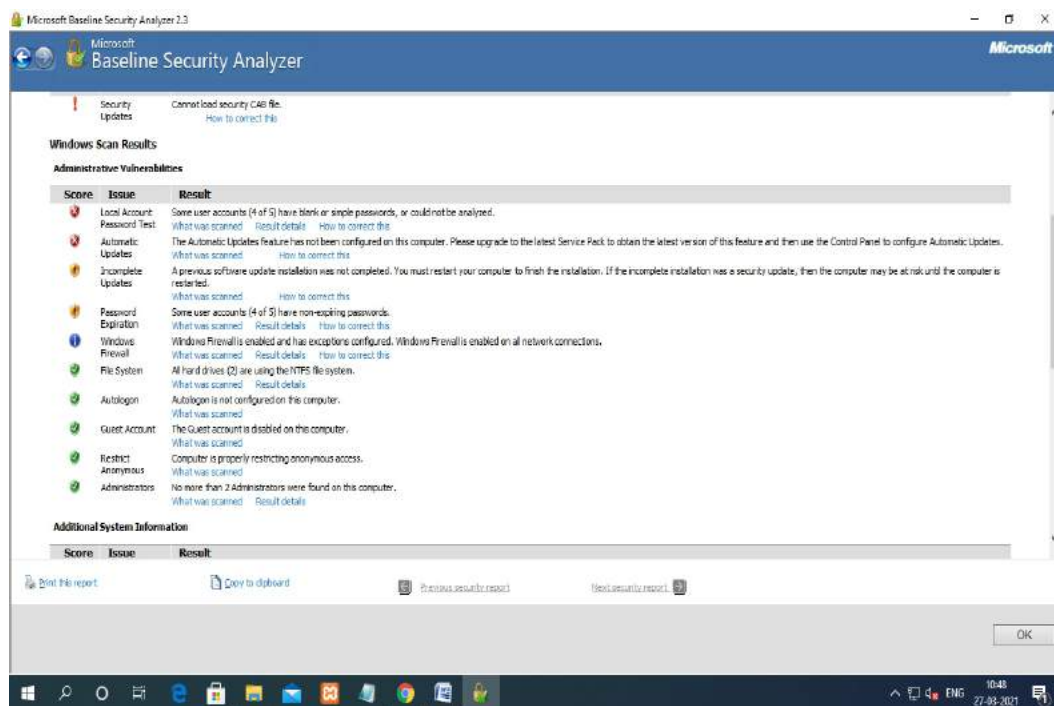 Microsoft Baseline Security Analyzer 2.3
Microsoft
Baseline Security Analyzer
Microsoft
Security Updates Cannot load security CAB file.
How to correct this
Windows Scan Results
Administrative Vulnerabilities
Score Issue Result
Local Account Password Test Some user accounts (4 of 5) have blank or simple passwords, or could not be analyzed.
What was scanned Result details How to correct this
Automatic Updates The Automatic Updates feature has not been configured on this computer. Please upgrade to the latest Service Pack to obtain the latest version of this feature and then use the Control Panel to configure Automatic Updates.
What was scanned How to correct this
Incomplete Updates A previous software update installation was not completed. You must restart your computer to finish the installation. If the incomplete installation was a security update, then the computer may be at risk until the computer is
restarted.
What was scanned How to correct this
Password Expiration Some user accounts (4 of 5) have non-expiring passwords.
What was scanned Result details How to correct this
Windows Firewall Windows Firewall is enabled and has exceptions configured. Windows Firewall is enabled on all network connections.
What was scanned Result details How to correct this
File System All hard drives (2) are using the NTFS file system.
What was scanned Result details
Autologon Autologon is not configured on this computer.
What was scanned
Guest Account The Guest account is disabled on this computer.
What was scanned
Restrict Anonymous Computer is properly restricting anonymous access.
What was scanned
Administrators No more than 2 Administrators were found on this computer.
What was scanned Result details
Additional System Information
Score Issue Result
Print this report Copy to clipboard Previous security report Next security report
OK
ENG 10:48
27-03-2021